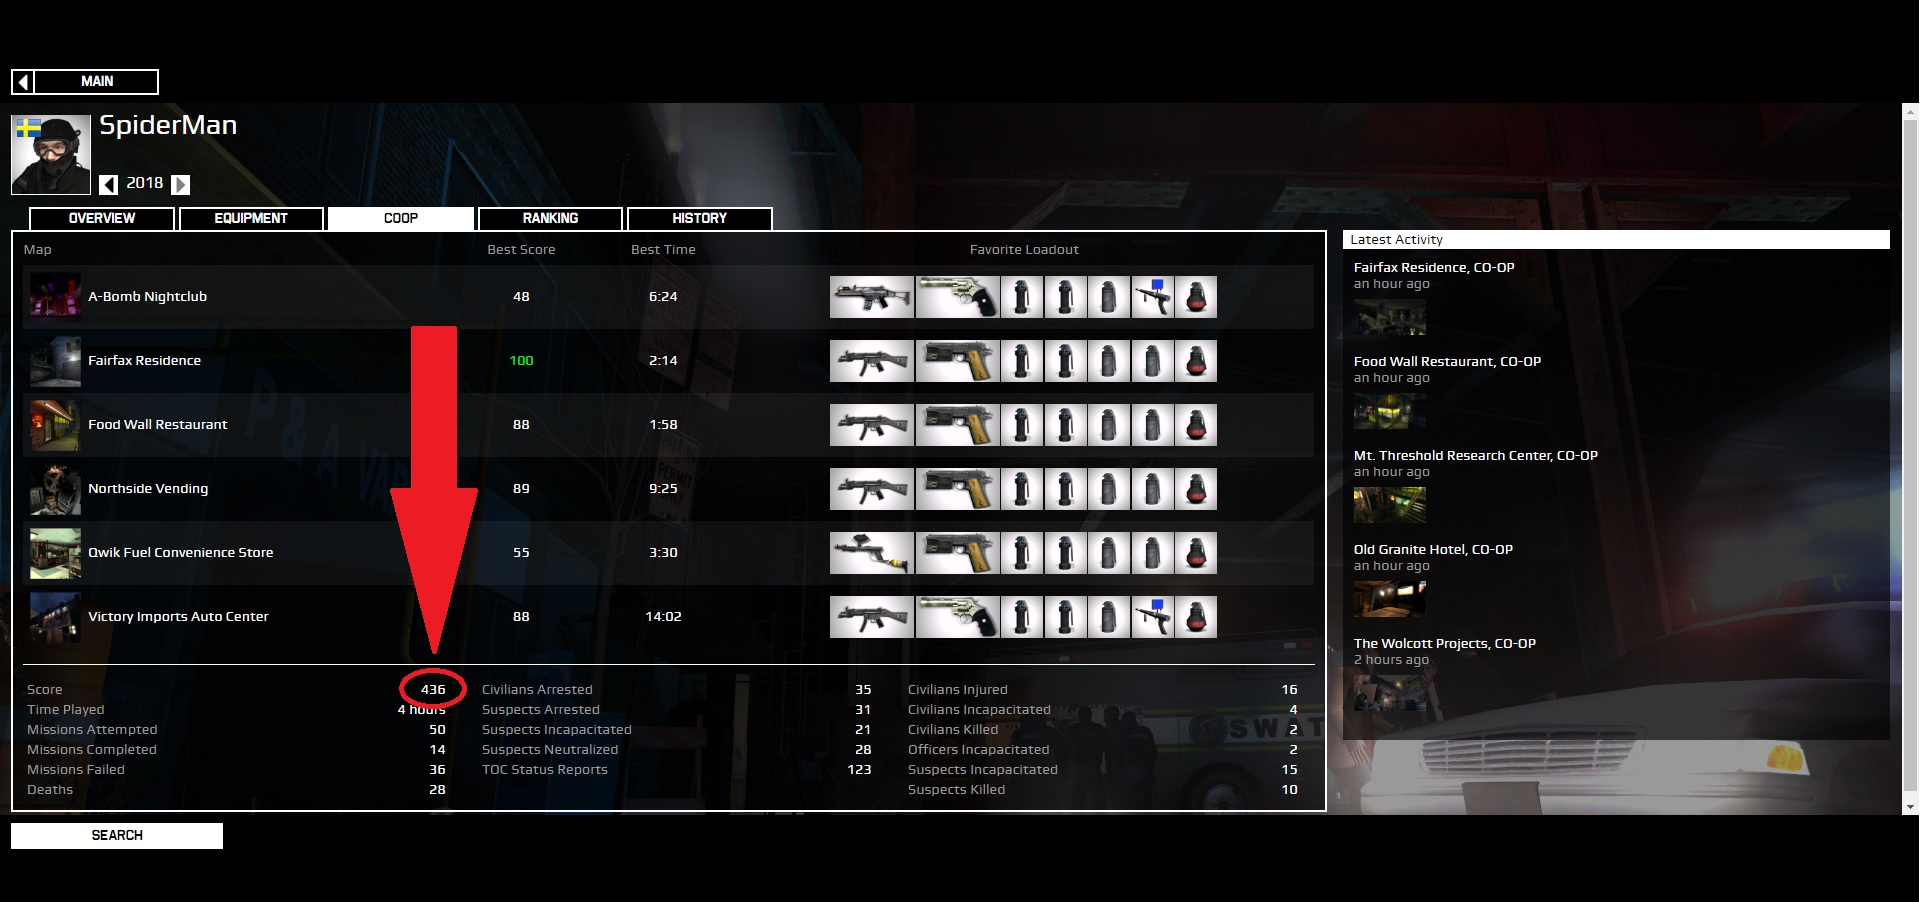 MAIN
SpiderMan
2018
OVERVIEW EQUIPMENT COOP RANKING HISTORY
Map Best Score Best Time Favorite Loadout
A-Bomb Nightclub 48 6:24
Fairfax Residence 100 2:14
Food Wall Restaurant 88 1:58
Northside Vending 89 9:25
Qwik Fuel Convenience Store 55 3:30
Victory Imports Auto Center 88 14:02
Score 436 Civilians Arrested 35 Civilians Injured 16
Time Played 4 hours Suspects Arrested 31 Civilians Incapacitated 4
Missions Attempted 50 Suspects Incapacitated 21 Civilians Killed 2
Missions Completed 14 Suspects Neutralized 28 Officers Incapacitated 2
Missions Failed 36 TOC Status Reports 123 Suspects Incapacitated 15
Deaths 28 Suspects Killed 10
Latest Activity
Fairfax Residence, CO-OP
an hour ago
Food Wall Restaurant, CO-OP
an hour ago
Mt. Threshold Research Center, CO-OP
an hour ago
Old Granite Hotel, CO-OP
an hour ago
The Wolcott Projects, CO-OP
2 hours ago
P & A VA
SWAT
SEARCH